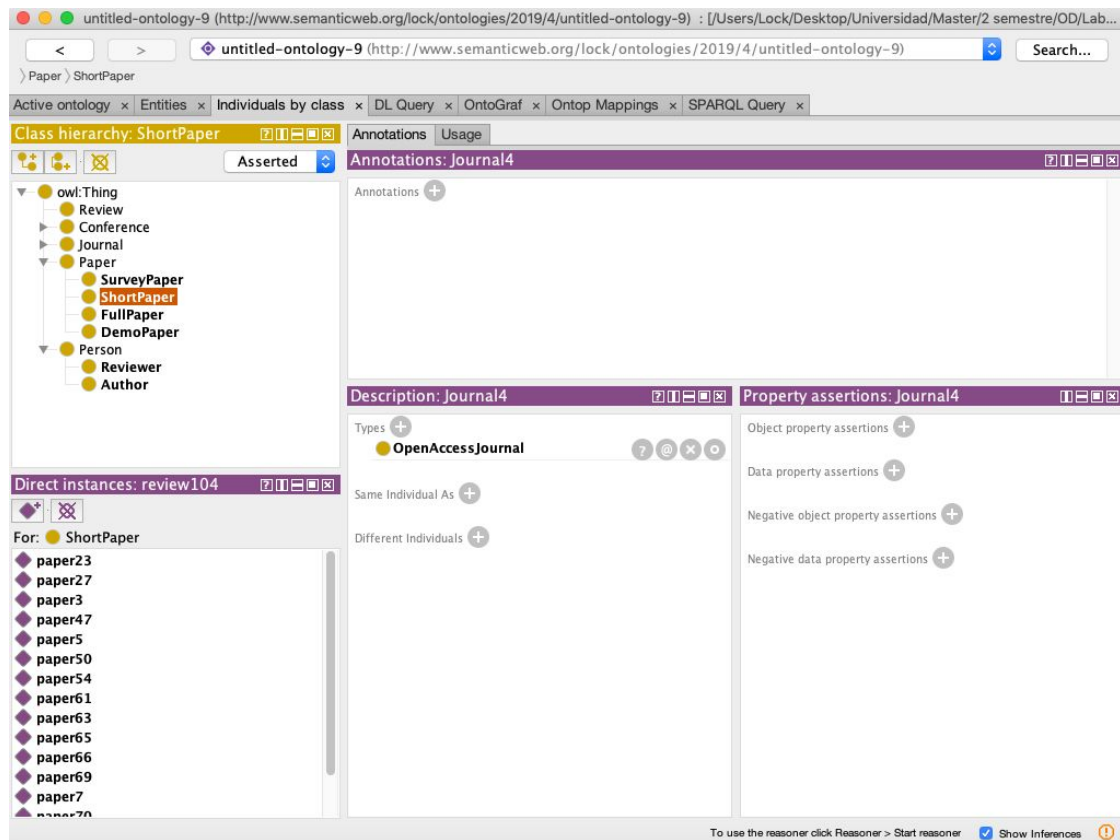 untitled-ontology-9 (http://www.semanticweb.org/lock/ontologies/2019/4/untitled-ontology-9) : [/Users/Lock/Desktop/Universidad/Master/2 semestre/OD/Lab...
< > untitled-ontology-9 (http://www.semanticweb.org/lock/ontologies/2019/4/untitled-ontology-9) Search...
〉Paper 〉ShortPaper
Active ontology × Entities × Individuals by class × DL Query × OntoGraf × Ontop Mappings × SPARQL Query ×
Class hierarchy: ShortPaper
Asserted
owl:Thing
Review
Conference
Journal
Paper
SurveyPaper
ShortPaper
FullPaper
DemoPaper
Person
Reviewer
Author
Direct instances: review104
For: ShortPaper
paper23
paper27
paper3
paper47
paper5
paper50
paper54
paper61
paper63
paper65
paper66
paper69
paper7
paper70
Annotations Usage
Annotations: Journal4
Annotations
Description: Journal4
Types
OpenAccessJournal
Same Individual As
Different Individuals
Property assertions: Journal4
Object property assertions
Data property assertions
Negative object property assertions
Negative data property assertions
To use the reasoner click Reasoner > Start reasoner Show Inferences